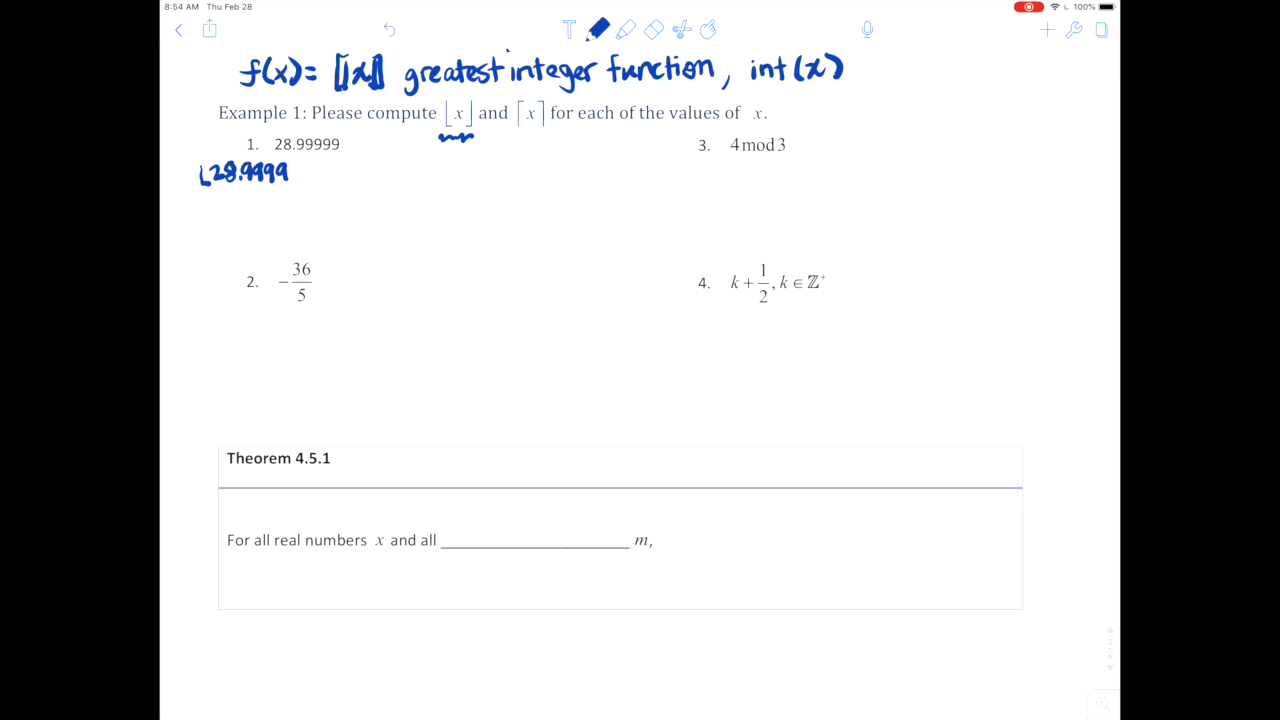 8:54 AM Thu Feb 28
100%
f(x)= ⟦x⟧ greatest integer function, int(x)
Example 1: Please compute ⌊x⌋ and ⌈x⌉ for each of the values of x.
1. 28.99999
3. 4 mod 3
⌊28.9999
2. −36/5
4. k + 1/2, k ∈ ℤ⁺
Theorem 4.5.1
For all real numbers x and all ____________________ m,